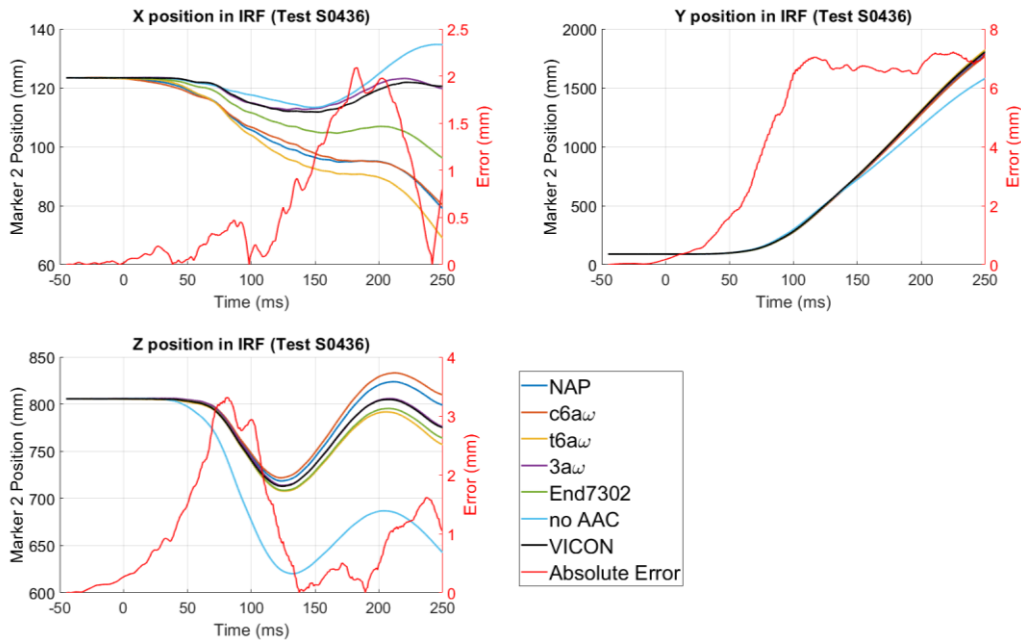 X position in IRF (Test S0436)
140
120
100
80
60
2.5
2
1.5
1
0.5
0
-50 0 50 100 150 200 250
Time (ms)
Marker 2 Position (mm)
Error (mm)
Y position in IRF (Test S0436)
2000
1500
1000
500
0
8
6
4
2
0
-50 0 50 100 150 200 250
Time (ms)
Marker 2 Position (mm)
Error (mm)
Z position in IRF (Test S0436)
850
800
750
700
650
600
4
3
2
1
0
-50 0 50 100 150 200 250
Time (ms)
Marker 2 Position (mm)
Error (mm)
NAP
c6aω
t6aω
3aω
End7302
no AAC
VICON
Absolute Error